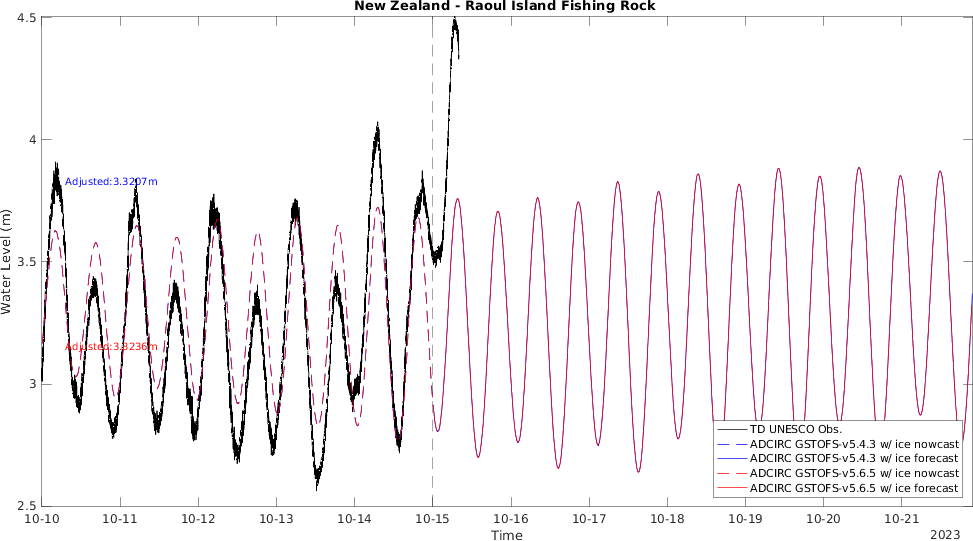 New Zealand - Raoul Island Fishing Rock
4.5
4
3.5
3
2.5
Water Level (m)
Adjusted:3.3207m
Adjusted:3.3236m
TD UNESCO Obs.
ADCIRC GSTOFS-v5.4.3 w/ ice nowcast
ADCIRC GSTOFS-v5.4.3 w/ ice forecast
ADCIRC GSTOFS-v5.6.5 w/ ice nowcast
ADCIRC GSTOFS-v5.6.5 w/ ice forecast
10-10 10-11 10-12 10-13 10-14 10-15 10-16 10-17 10-18 10-19 10-20 10-21
Time
2023